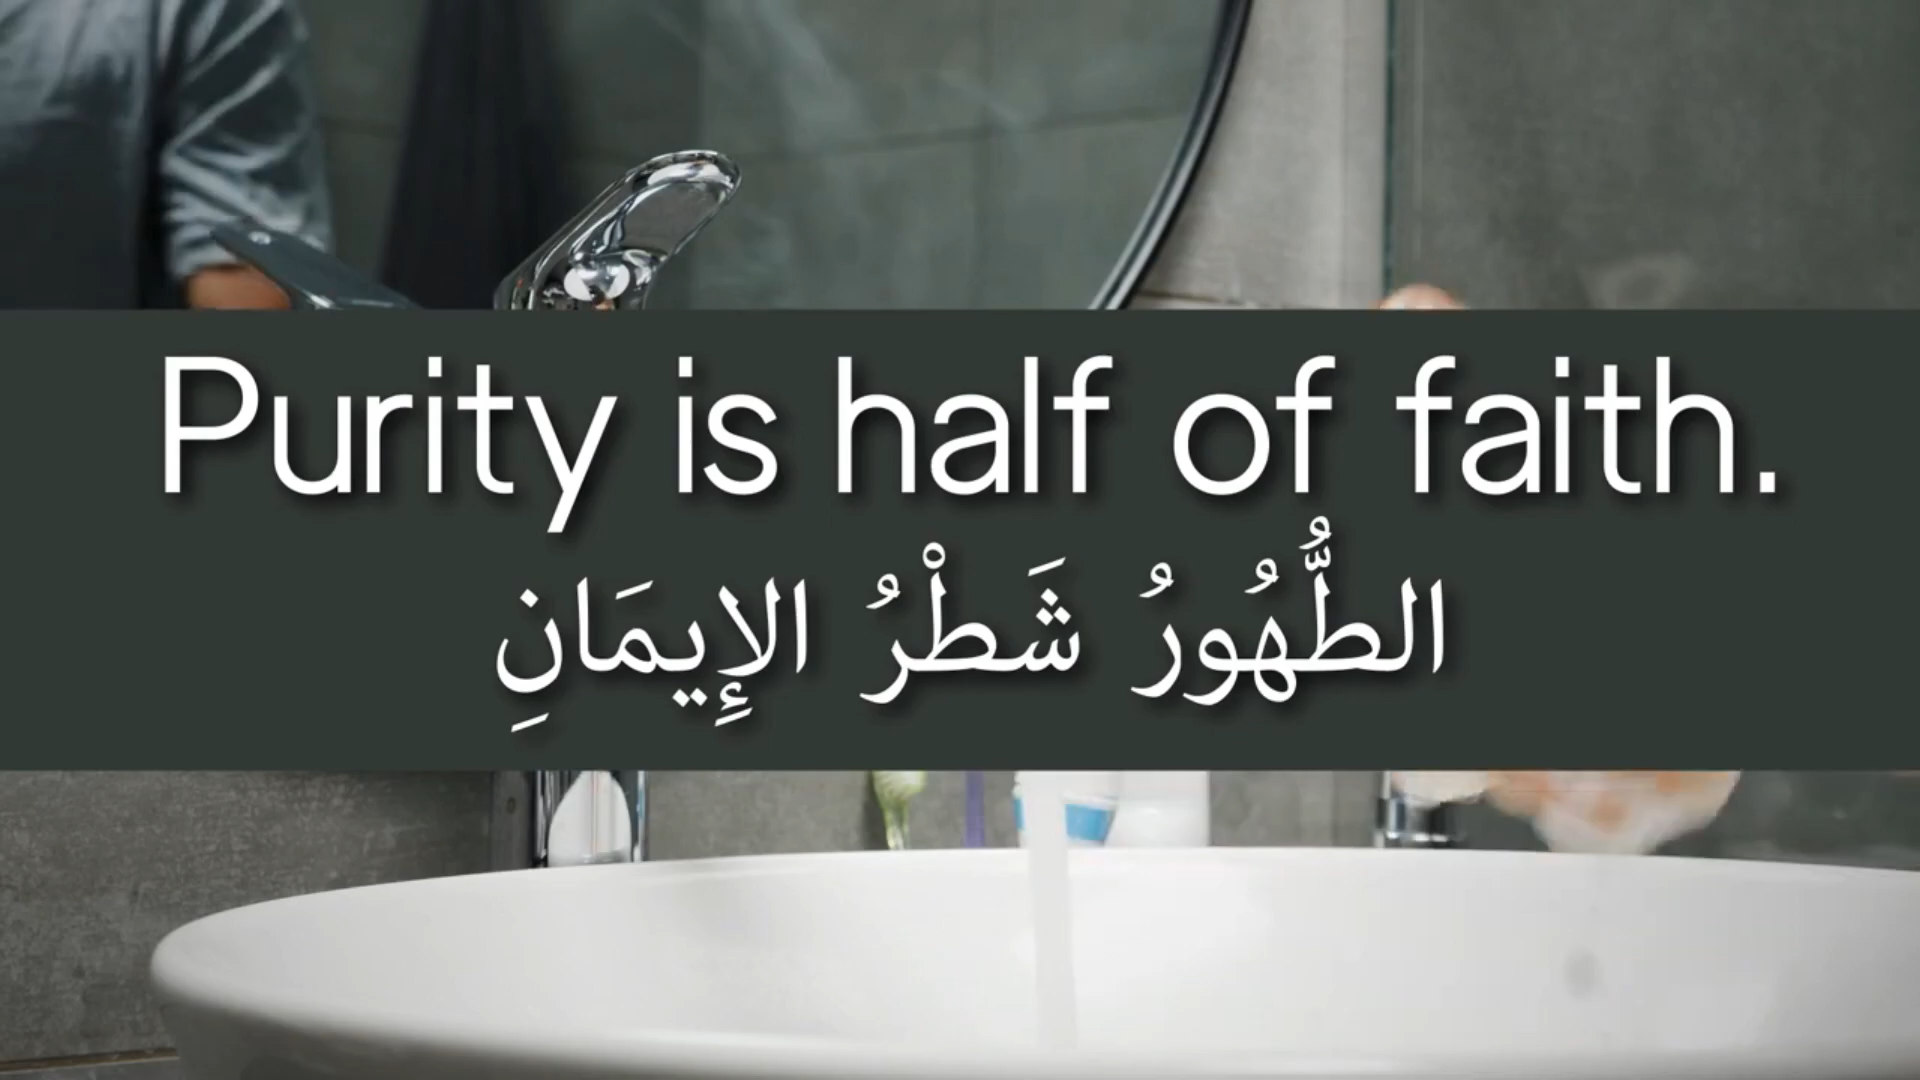 Purity is half of faith.
الطُّهُورُ شَطْرُ الإِيمَانِ